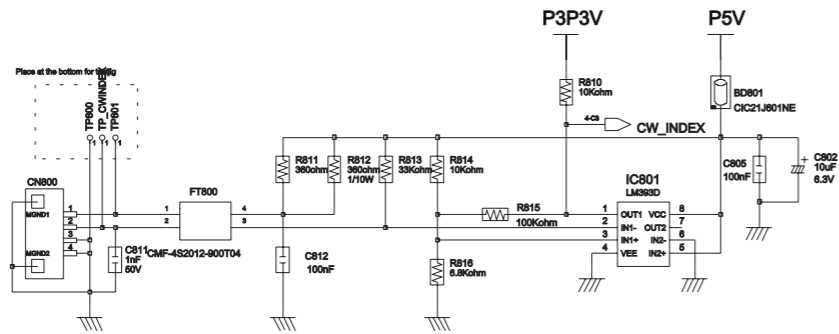 P3P3V P5V
Place at the bottom for
TP800
TP_CWINDEX
TP801
1 1 1
R810
10Kohm
BD801
CIC21J601NE
4-C3
CW_INDEX
R811
360ohm
R812
360ohm
1/10W
R813
33Kohm
R814
10Kohm
C805
100nF
+
C802
10uF
6.3V
IC801
LM393D
CN800
FT800
MGND1
MGND2
1
2
3
4
1 4
2 3
R815
100Kohm
1 OUT1 VCC 8
2 IN1- OUT2 7
3 IN1+ IN2- 6
4 VEE IN2+ 5
C811
1nF
50V
CMF-4S2012-900T04
C812
100nF
R816
6.8Kohm